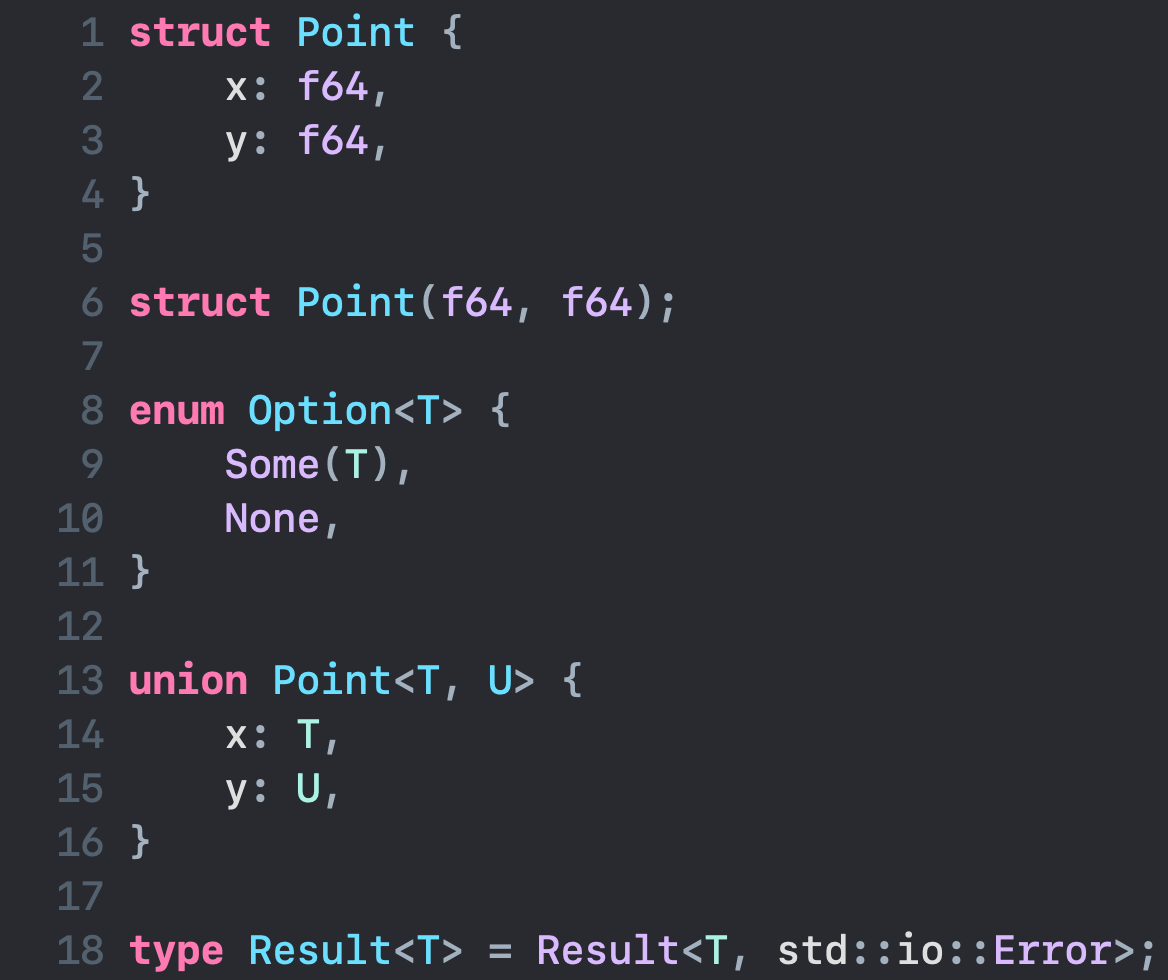 1 struct Point {
2     x: f64,
3     y: f64,
4 }
5
6 struct Point(f64, f64);
7
8 enum Option<T> {
9     Some(T),
10     None,
11 }
12
13 union Point<T, U> {
14     x: T,
15     y: U,
16 }
17
18 type Result<T> = Result<T, std::io::Error>;